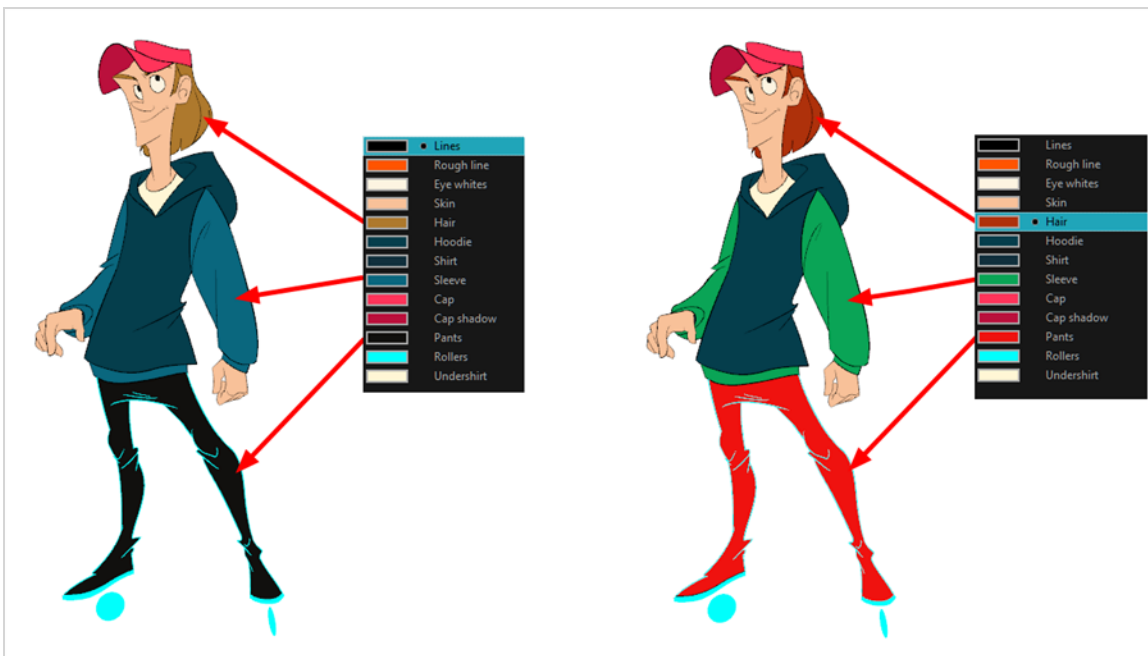 Lines
Rough line
Eye whites
Skin
Hair
Hoodie
Shirt
Sleeve
Cap
Cap shadow
Pants
Rollers
Undershirt
Lines
Rough line
Eye whites
Skin
Hair
Hoodie
Shirt
Sleeve
Cap
Cap shadow
Pants
Rollers
Undershirt